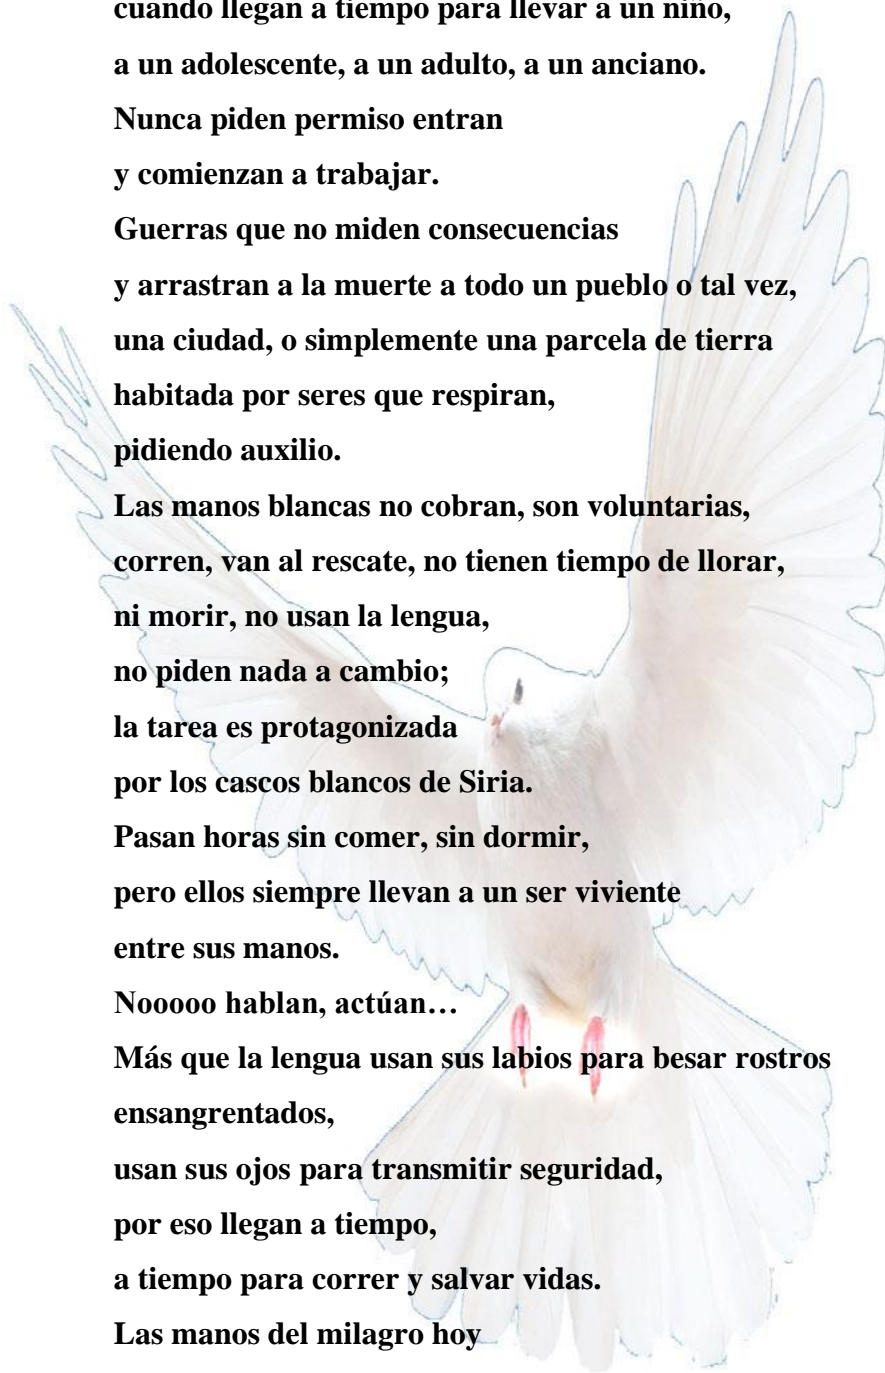 cuando llegan a tiempo para llevar a un niño,
a un adolescente, a un adulto, a un anciano.
Nunca piden permiso entran
y comienzan a trabajar.
Guerras que no miden consecuencias
y arrastran a la muerte a todo un pueblo o tal vez,
una ciudad, o simplemente una parcela de tierra
habitada por seres que respiran,
pidiendo auxilio.
Las manos blancas no cobran, son voluntarias,
corren, van al rescate, no tienen tiempo de llorar,
ni morir, no usan la lengua,
no piden nada a cambio;
la tarea es protagonizada
por los cascos blancos de Siria.
Pasan horas sin comer, sin dormir,
pero ellos siempre llevan a un ser viviente
entre sus manos.
Nooooo hablan, actúan…
Más que la lengua usan sus labios para besar rostros
ensangrentados,
usan sus ojos para transmitir seguridad,
por eso llegan a tiempo,
a tiempo para correr y salvar vidas.
Las manos del milagro hoy